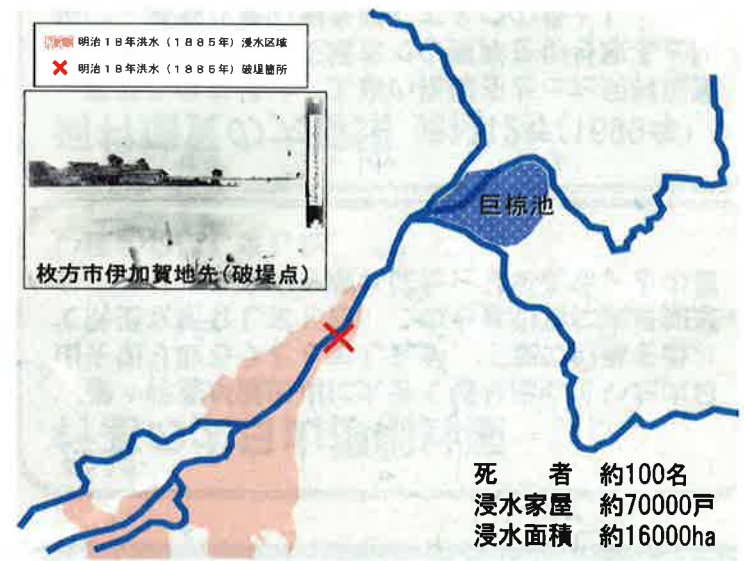 明治18年洪水(1885年)浸水区域
明治18年洪水(1885年)破堤箇所
枚方市伊加賀地先(破堤点)
巨椋池
死　　者　約100名
浸水家屋　約70000戸
浸水面積　約16000ha